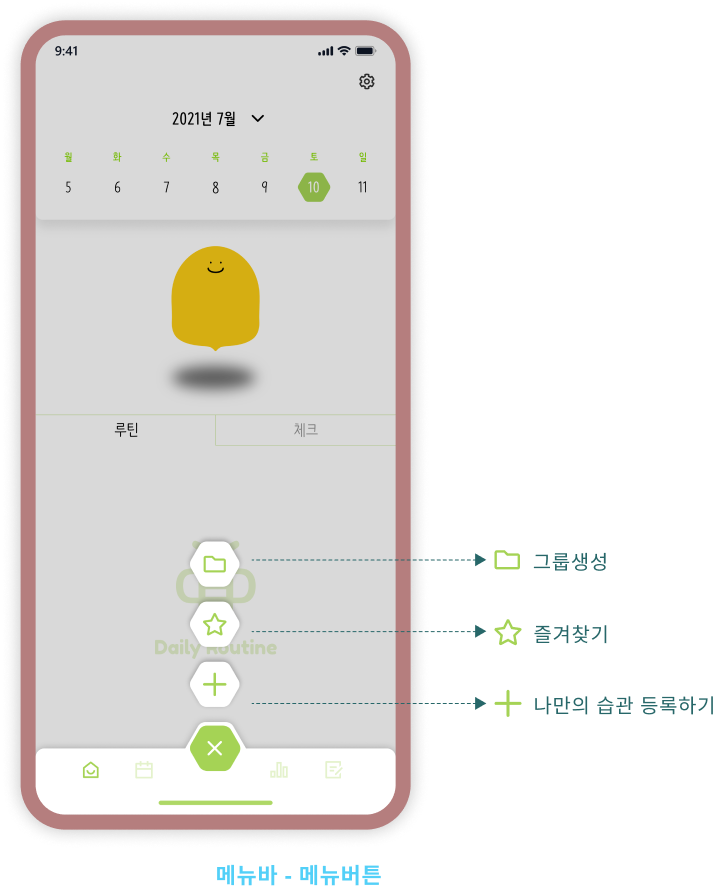 9:41
2021년 7월
월 화 수 목 금 토 일
5 6 7 8 9 10 11
루틴 체크
그룹생성
즐겨찾기
Daily Routine
나만의 습관 등록하기
메뉴바 - 메뉴버튼